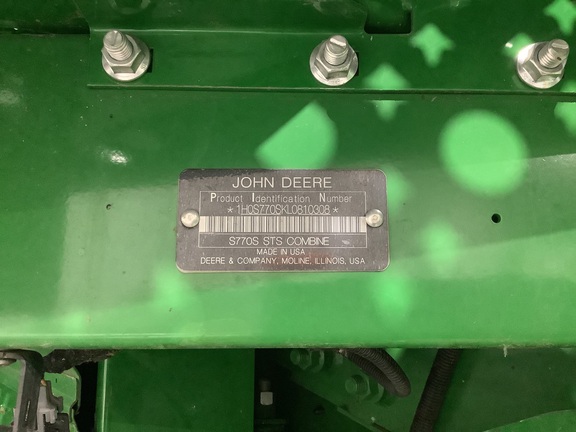 JOHN DEERE
Product Identification Number
*1H0S770SKL0810308*
S770S STS COMBINE
MADE IN USA
DEERE & COMPANY, MOLINE, ILLINOIS, USA